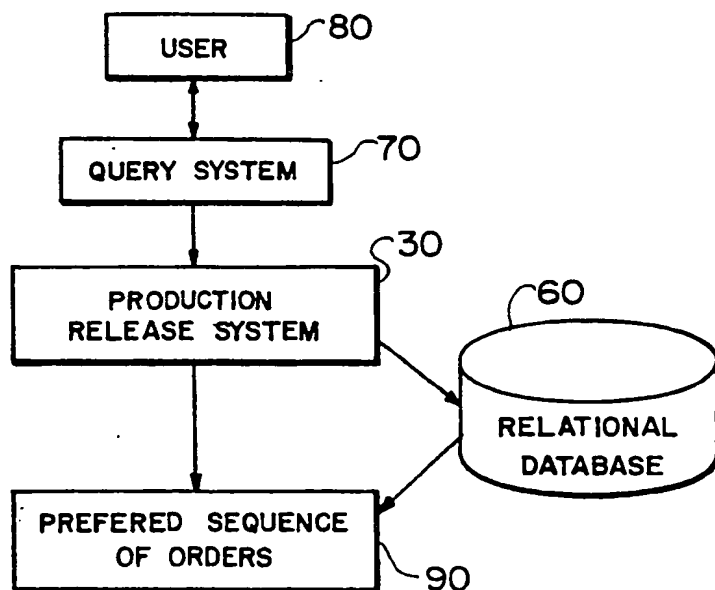 80
USER
70
QUERY SYSTEM
30
PRODUCTION
RELEASE SYSTEM
60
RELATIONAL
DATABASE
PREFERED SEQUENCE
OF ORDERS
90